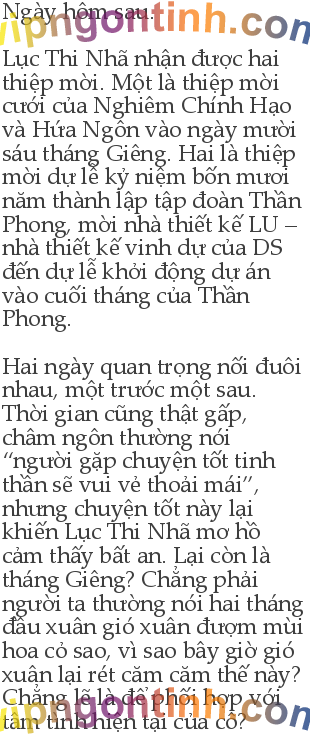 Ngày hôm sau.
vipngontinh.com
Lục Thi Nhã nhận được hai
thiệp mời. Một là thiệp mời
cưới của Nghiêm Chính Hạo
và Hứa Ngôn vào ngày mười
sáu tháng Giêng. Hai là thiệp
mời dự lễ kỷ niệm bốn mươi
năm thành lập tập đoàn Thần
Phong, mời nhà thiết kế LU –
nhà thiết kế vinh dự của DS
đến dự lễ khởi động dự án
vào cuối tháng của Thần
Phong.
Hai ngày quan trọng nối đuôi
nhau, một trước một sau.
Thời gian cũng thật gấp,
châm ngôn thường nói
“người gặp chuyện tốt tinh
thần sẽ vui vẻ thoải mái”,
nhưng chuyện tốt này lại
khiến Lục Thi Nhã mơ hồ
cảm thấy bất an. Lại còn là
tháng Giêng? Chẳng phải
người ta thường nói hai tháng
đầu xuân gió xuân đượm mùi
hoa cỏ sao, vì sao bây giờ gió
xuận lại rét căm căm thế này?
Chẳng lẽ là để phối hợp với
tâm tình hiện tại của cô?
vipngontinh.com